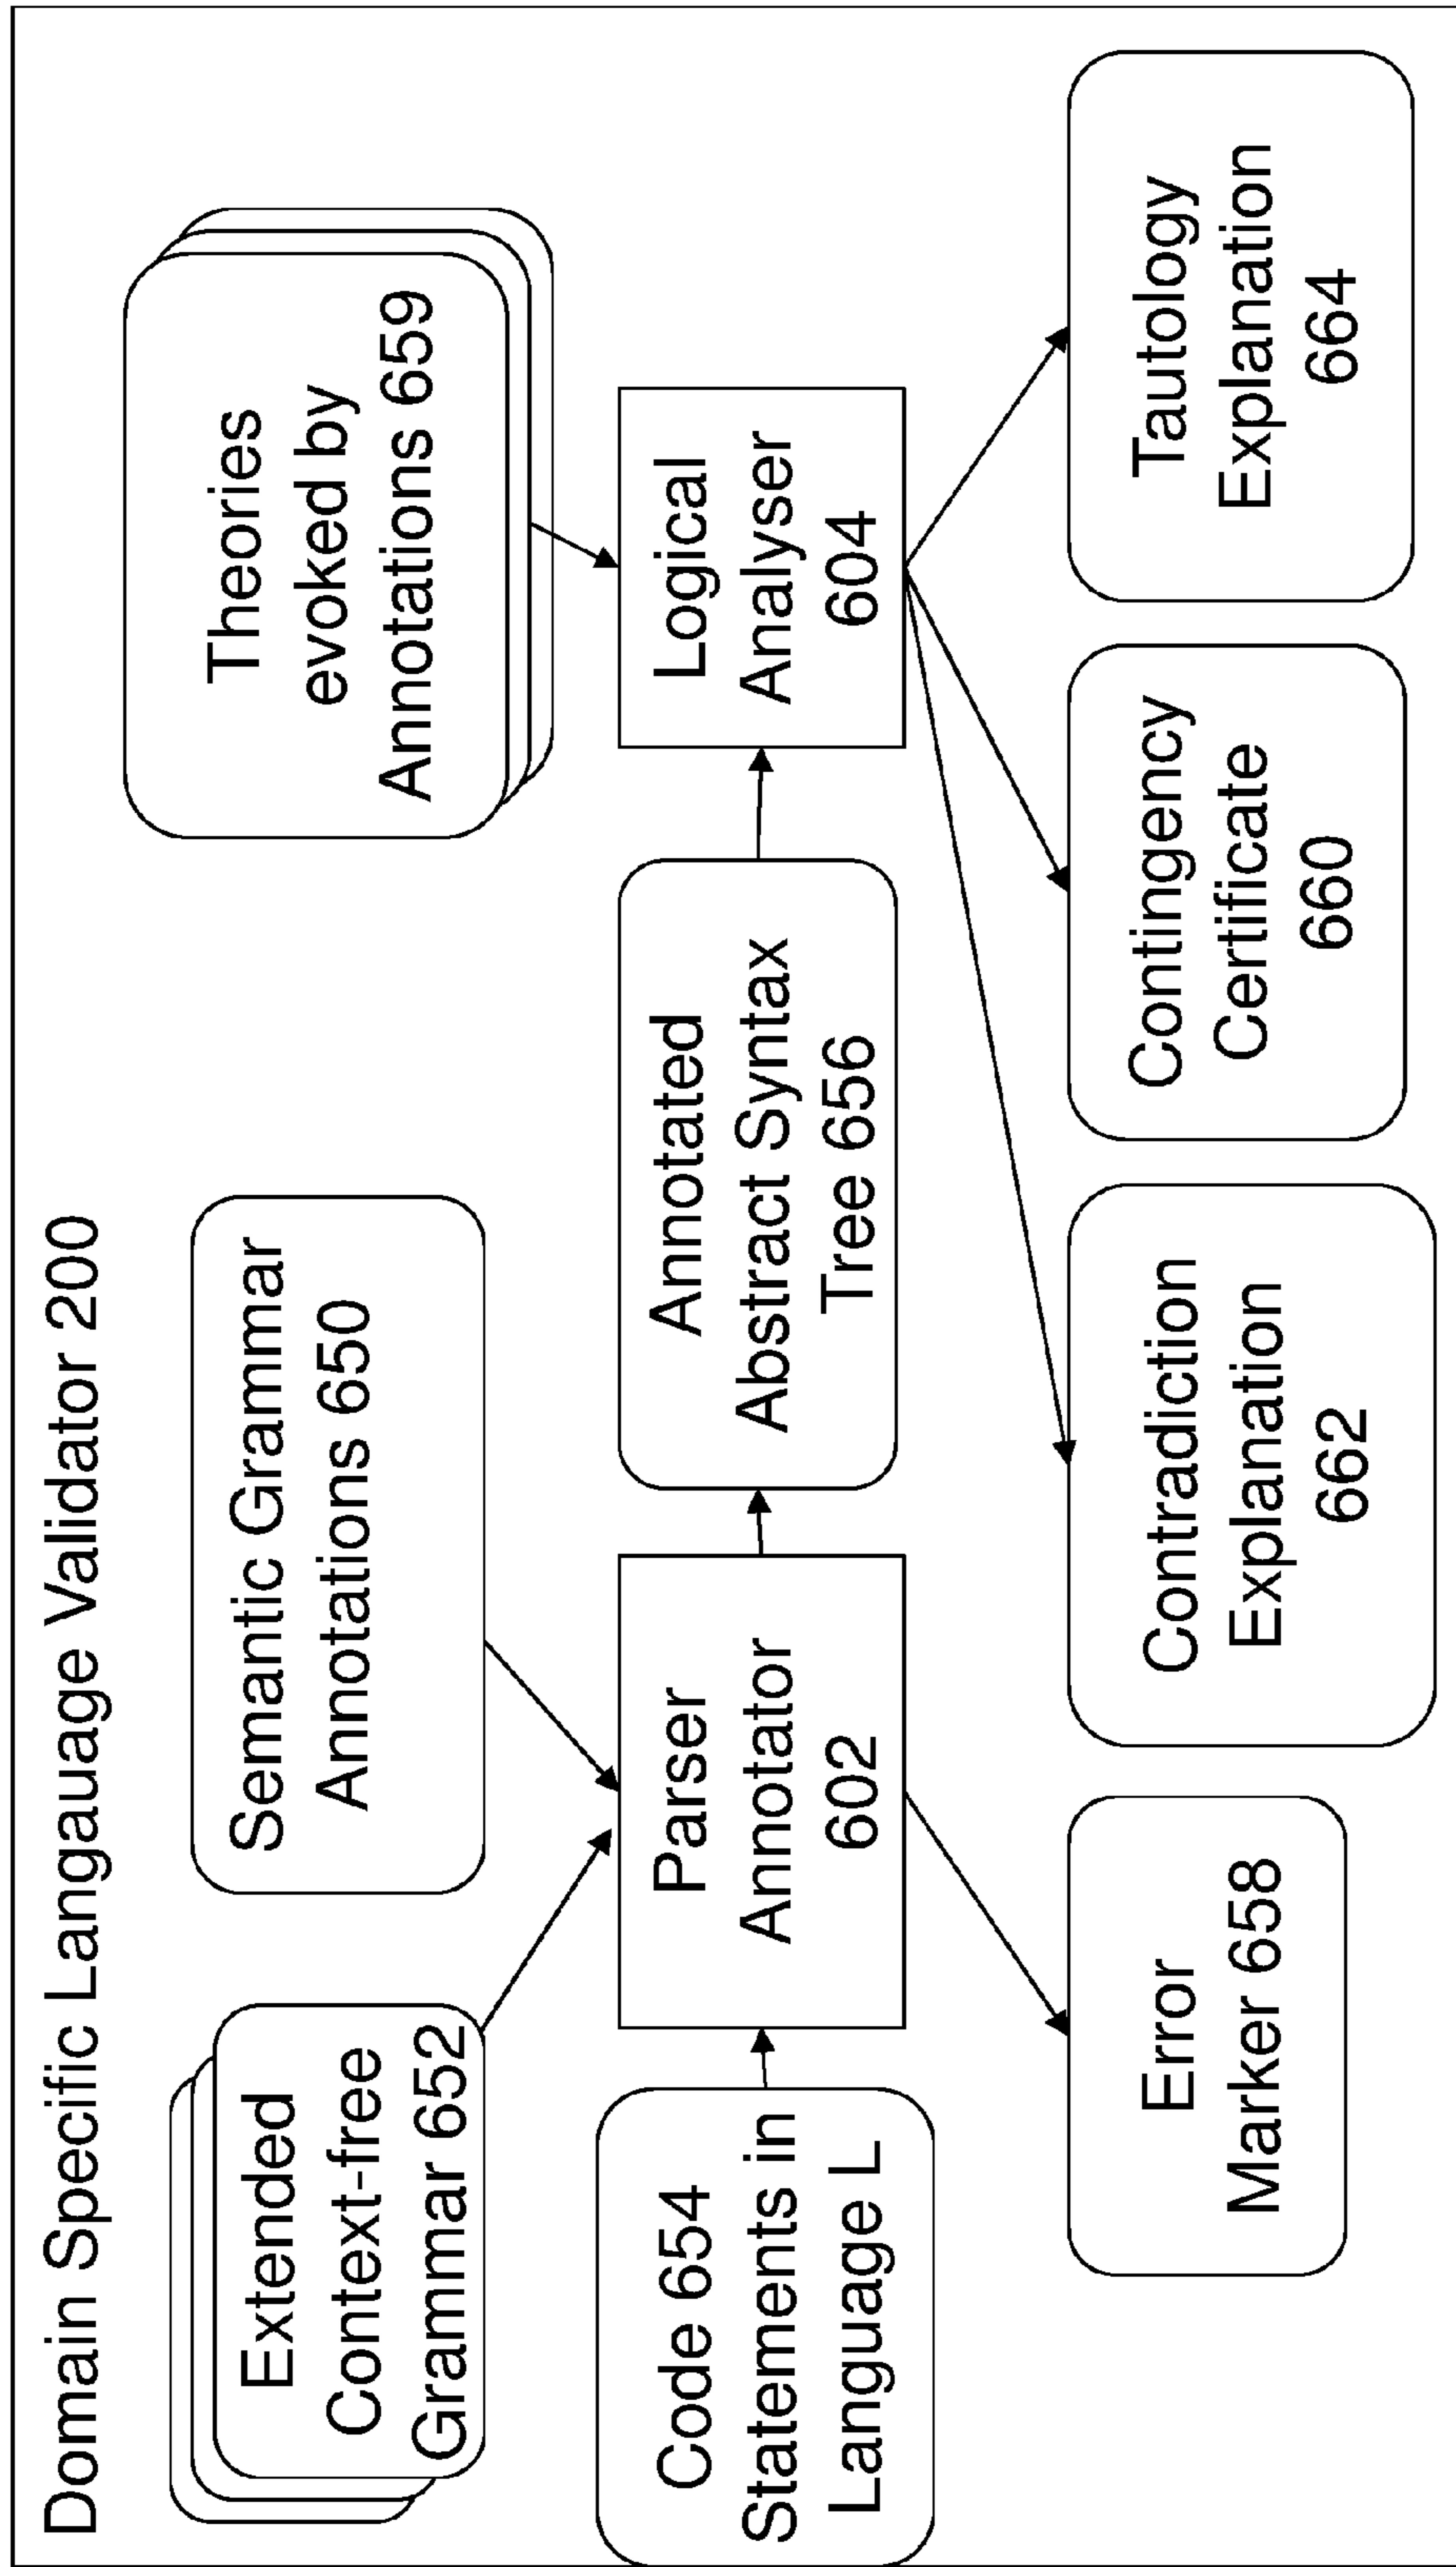 Domain Specific Langauage Validator 200
Extended
Context-free
Grammar 652
Semantic Grammar
Annotations 650
Theories
evoked by
Annotations 659
Code 654
Statements in
Language L
Parser
Annotator
602
Annotated
Abstract Syntax
Tree 656
Logical
Analyser
604
Error
Marker 658
Contradiction
Explanation
662
Contingency
Certificate
660
Tautology
Explanation
664